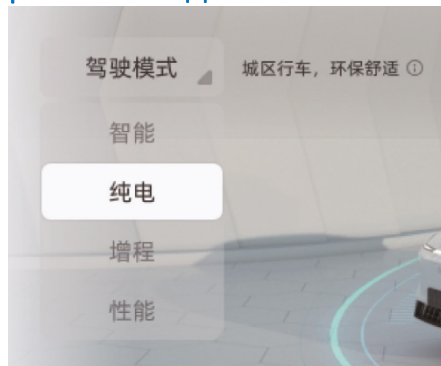 驾驶模式
城区行车，环保舒适
智能
纯电
增程
性能